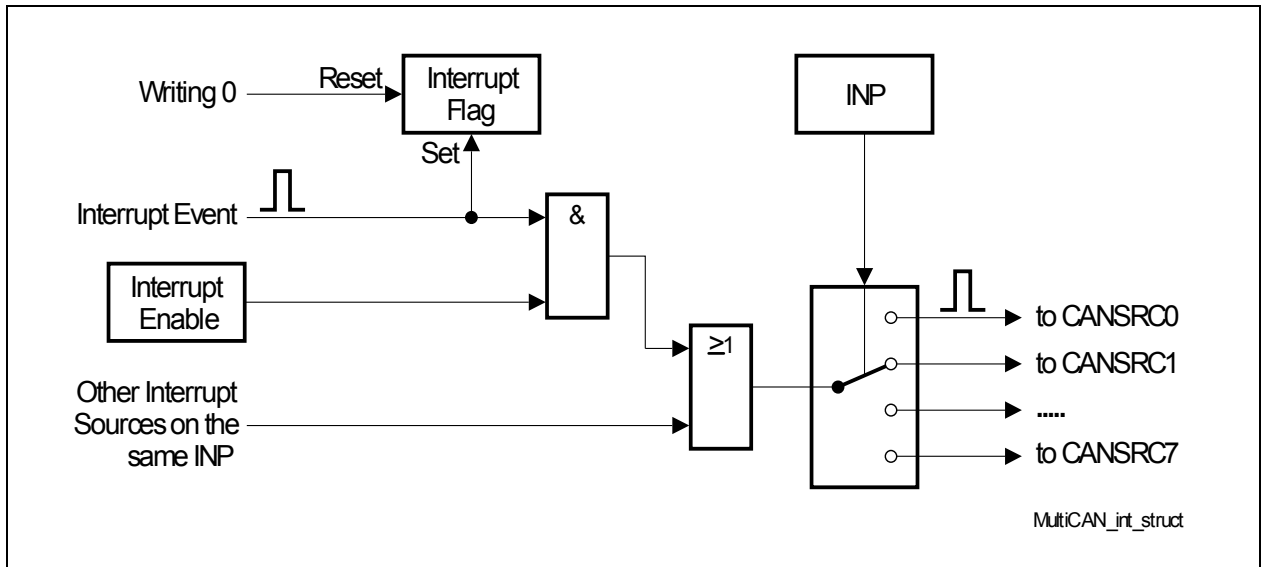 Writing 0
Reset
Interrupt
Flag
INP
Set
Interrupt Event
&
to CANSRC0
Interrupt
Enable
≥1
to CANSRC1
Other Interrupt
Sources on the
same INP
.....
to CANSRC7
MultiCAN_int_struct